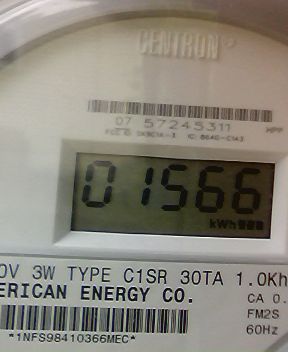 CENTRON®
07 57245311
HPP
01566
kWh
0V 3W TYPE C1SR 30TA 1.0Kh
ERICAN ENERGY CO.
CA 0.
FM2S
60Hz
*1NFS98410366MEC*